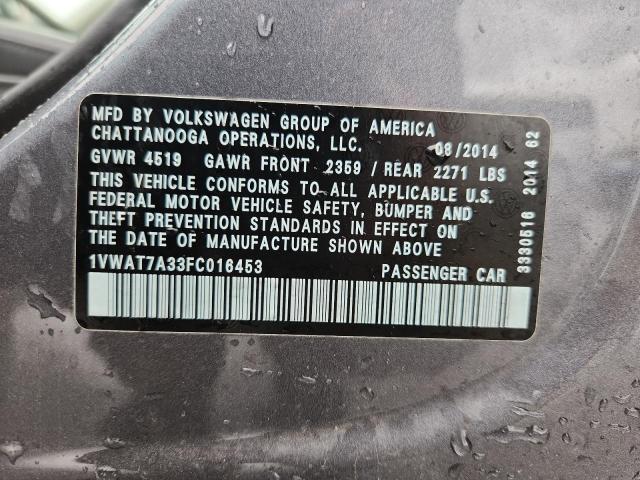 MFD BY VOLKSWAGEN GROUP OF AMERICA
CHATTANOOGA OPERATIONS, LLC. 08/2014
GVWR 4519 GAWR FRONT 2359 / REAR 2271 LBS
THIS VEHICLE CONFORMS TO ALL APPLICABLE U.S.
FEDERAL MOTOR VEHICLE SAFETY, BUMPER AND
THEFT PREVENTION STANDARDS IN EFFECT ON
THE DATE OF MANUFACTURE SHOWN ABOVE
1VWAT7A33FC016453 PASSENGER CAR
3330516 2014 62